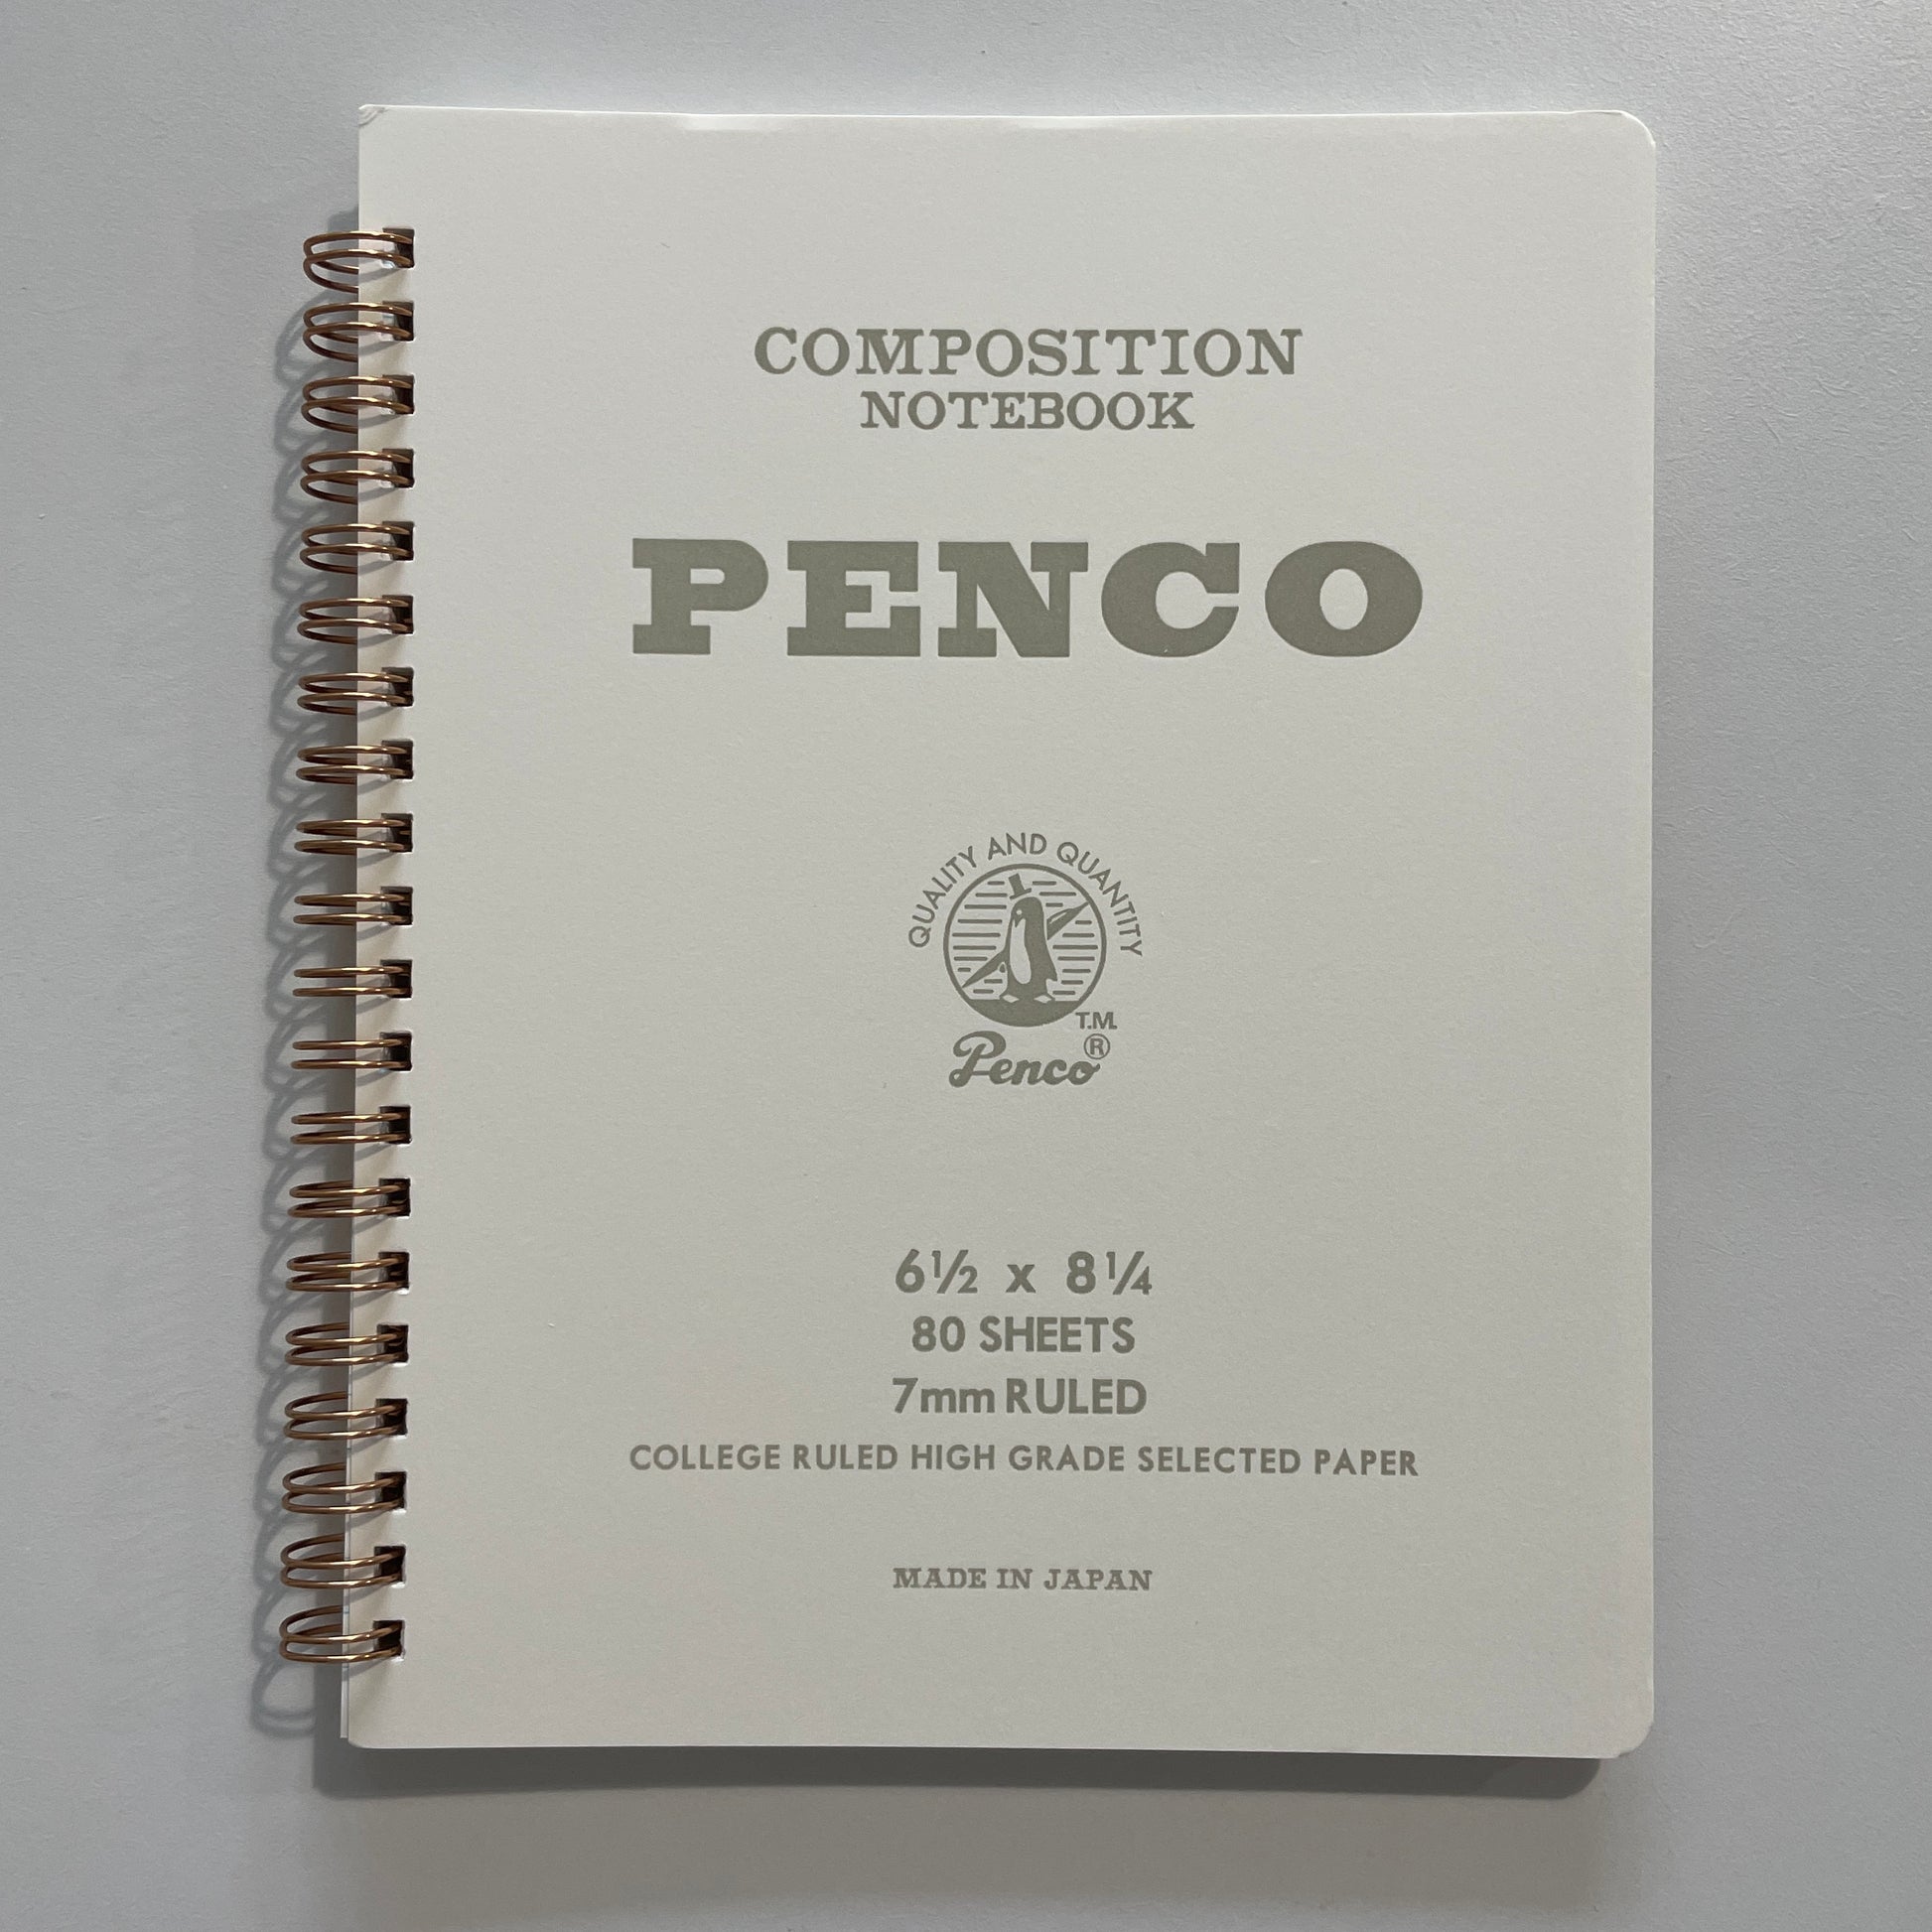 COMPOSITION
NOTEBOOK
PENCO
QUALITY AND QUANTITY
T.M.
Penco®
6½ x 8¼
80 SHEETS
7mm RULED
COLLEGE RULED HIGH GRADE SELECTED PAPER
MADE IN JAPAN